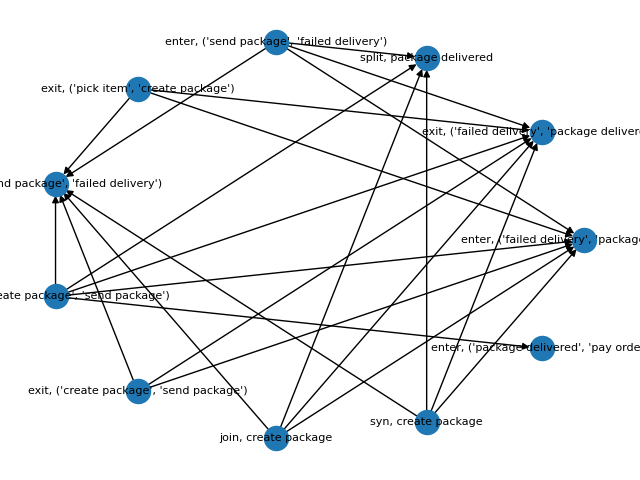 enter, ('send package', 'failed delivery')
split, package delivered
exit, ('pick item', 'create package')
exit, ('failed delivery', 'package delivere
nd package', 'failed delivery')
enter, ('failed delivery', 'package
eate package', 'send package')
enter, ('package delivered', 'pay orde
exit, ('create package', 'send package')
syn, create package
join, create package